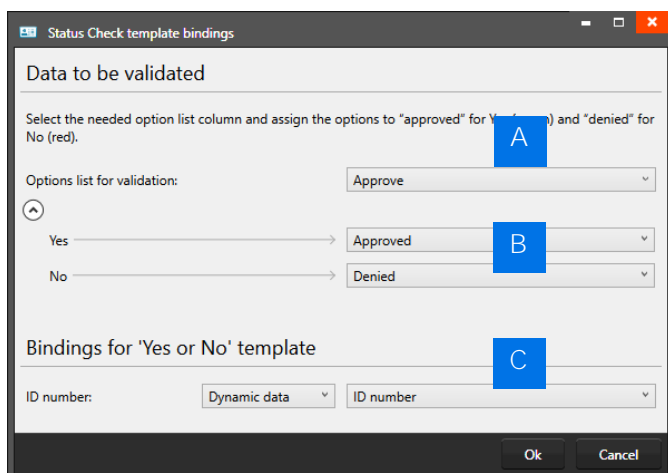 Status Check template bindings
Data to be validated
Select the needed option list column and assign the options to "approved" for Y n) and "denied" for
No (red).
A
Options list for validation: Approve
Yes Approved
B
No Denied
Bindings for 'Yes or No' template
C
ID number: Dynamic data ID number
Ok Cancel